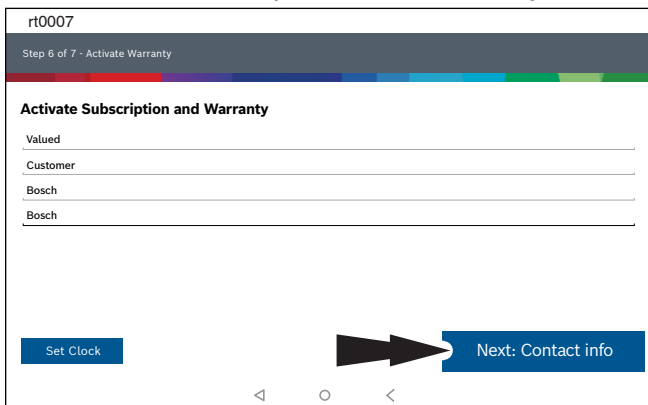 rt0007
Step 6 of 7 - Activate Warranty
Activate Subscription and Warranty
Valued
Customer
Bosch
Bosch
Set Clock
Next: Contact info